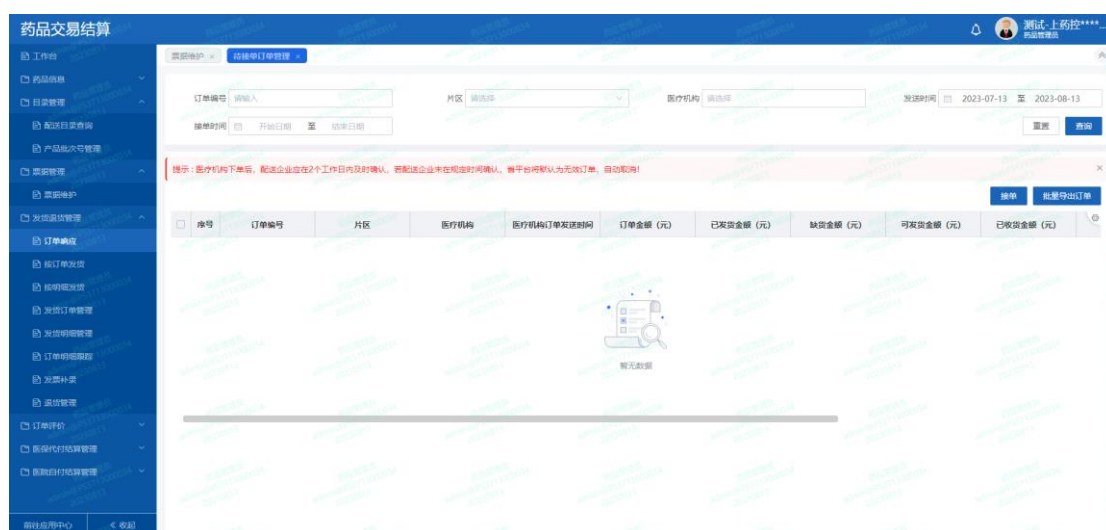 药品交易结算
测试-上药控****...
药品管理员
工作台
票据维护 ×
待接单订单管理 ×
药品信息
目录管理
配送目录查询
产品批次号管理
票据管理
票据维护
发货退货管理
订单响应
按订单发货
按明细发货
发货订单管理
发货明细管理
订单明细跟踪
发票补录
退货管理
订单评价
医保代付结算管理
医院自付结算管理
前往应用中心
收起
订单编号 请输入
片区 请选择
医疗机构 请选择
发送时间 2023-07-13 至 2023-08-13
接单时间 开始日期 至 结束日期
重置 查询
提示:医疗机构下单后,配送企业应在2个工作日内及时确认,若配送企业未在规定时间确认,省平台将默认为无效订单,自动取消!
接单 批量导出订单
序号 订单编号 片区 医疗机构 医疗机构订单发送时间 订单金额 (元) 已发货金额 (元) 缺货金额 (元) 可发货金额 (元) 已收货金额 (元)
暂无数据